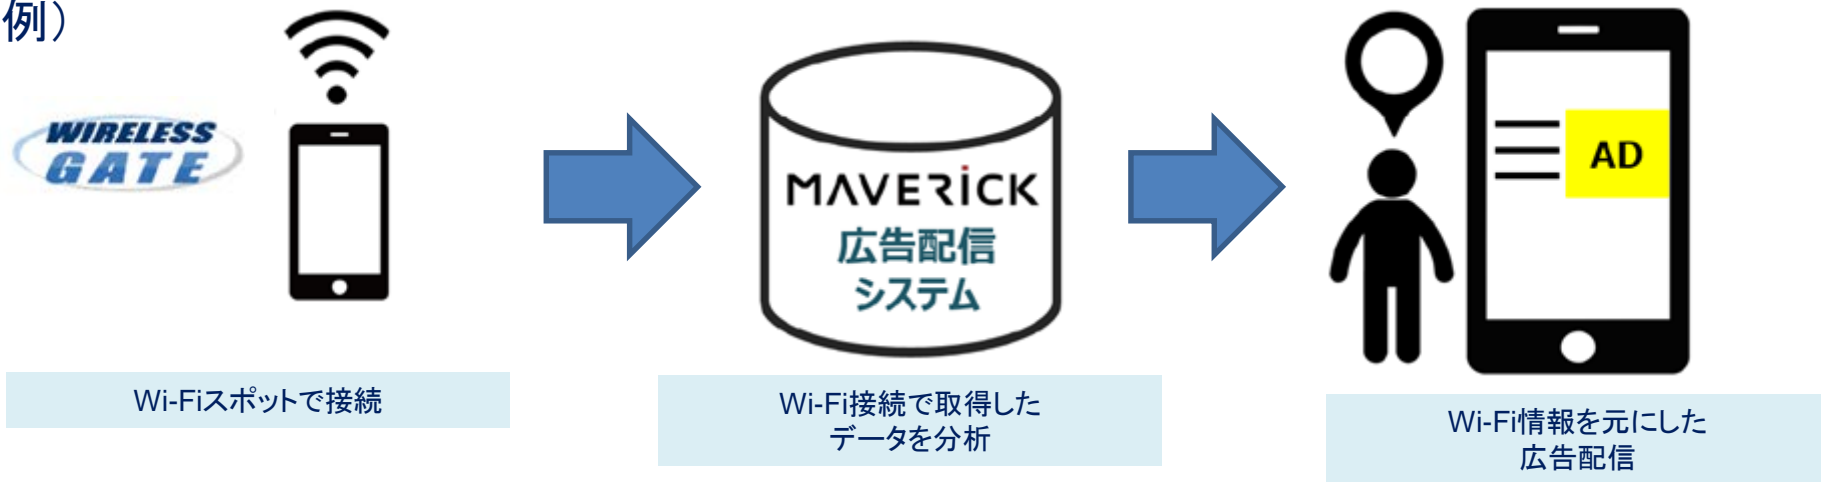 例）
WIRELESS
GATE
MAVERICK
広告配信
システム
AD
Wi-Fiスポットで接続
Wi-Fi接続で取得した
データを分析
Wi-Fi情報を元にした
広告配信